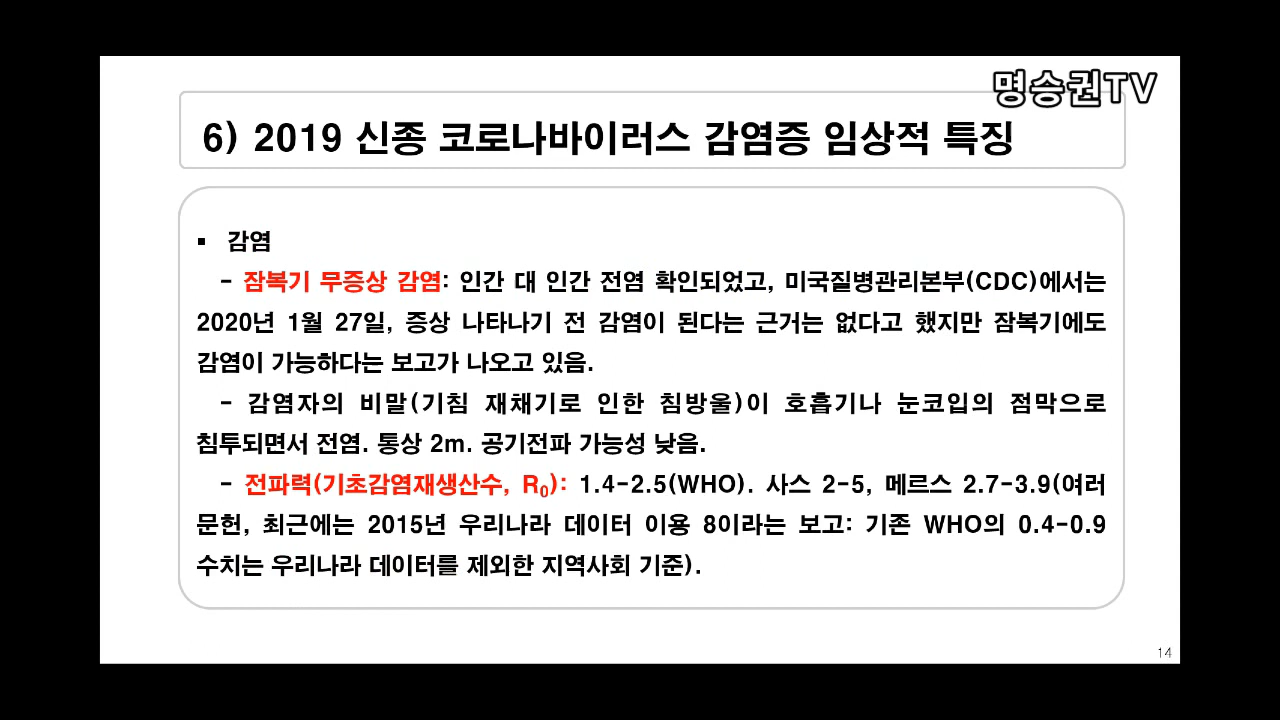 명승권TV
6) 2019 신종 코로나바이러스 감염증 임상적 특징
▪ 감염
- 잠복기 무증상 감염: 인간 대 인간 전염 확인되었고, 미국질병관리본부(CDC)에서는
2020년 1월 27일, 증상 나타나기 전 감염이 된다는 근거는 없다고 했지만 잠복기에도
감염이 가능하다는 보고가 나오고 있음.
- 감염자의 비말(기침 재채기로 인한 침방울)이 호흡기나 눈코입의 점막으로
침투되면서 전염. 통상 2m. 공기전파 가능성 낮음.
- 전파력(기초감염재생산수, R₀): 1.4-2.5(WHO). 사스 2-5, 메르스 2.7-3.9(여러
문헌, 최근에는 2015년 우리나라 데이터 이용 8이라는 보고: 기존 WHO의 0.4-0.9
수치는 우리나라 데이터를 제외한 지역사회 기준).
14